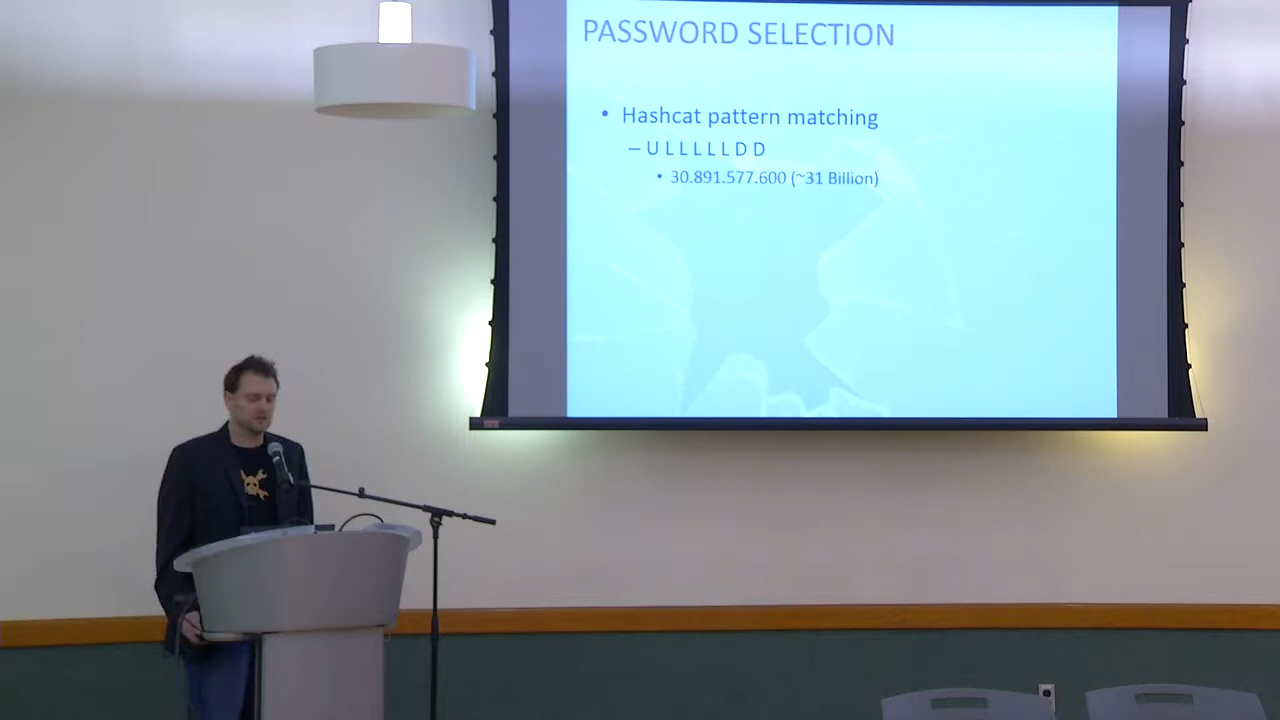 PASSWORD SELECTION
• Hashcat pattern matching
– U L L L L L D D
• 30.891.577.600 (~31 Billion)